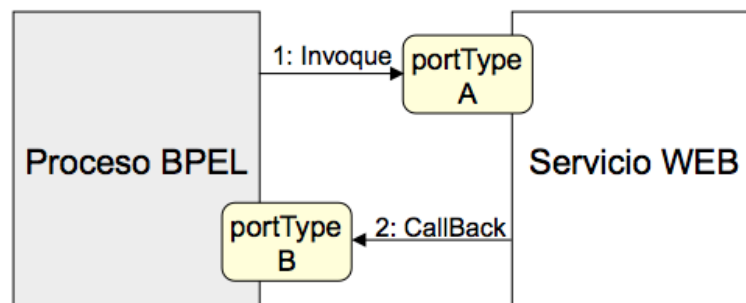 1: Invoque
portType
A
Proceso BPEL
Servicio WEB
portType
B
2: CallBack